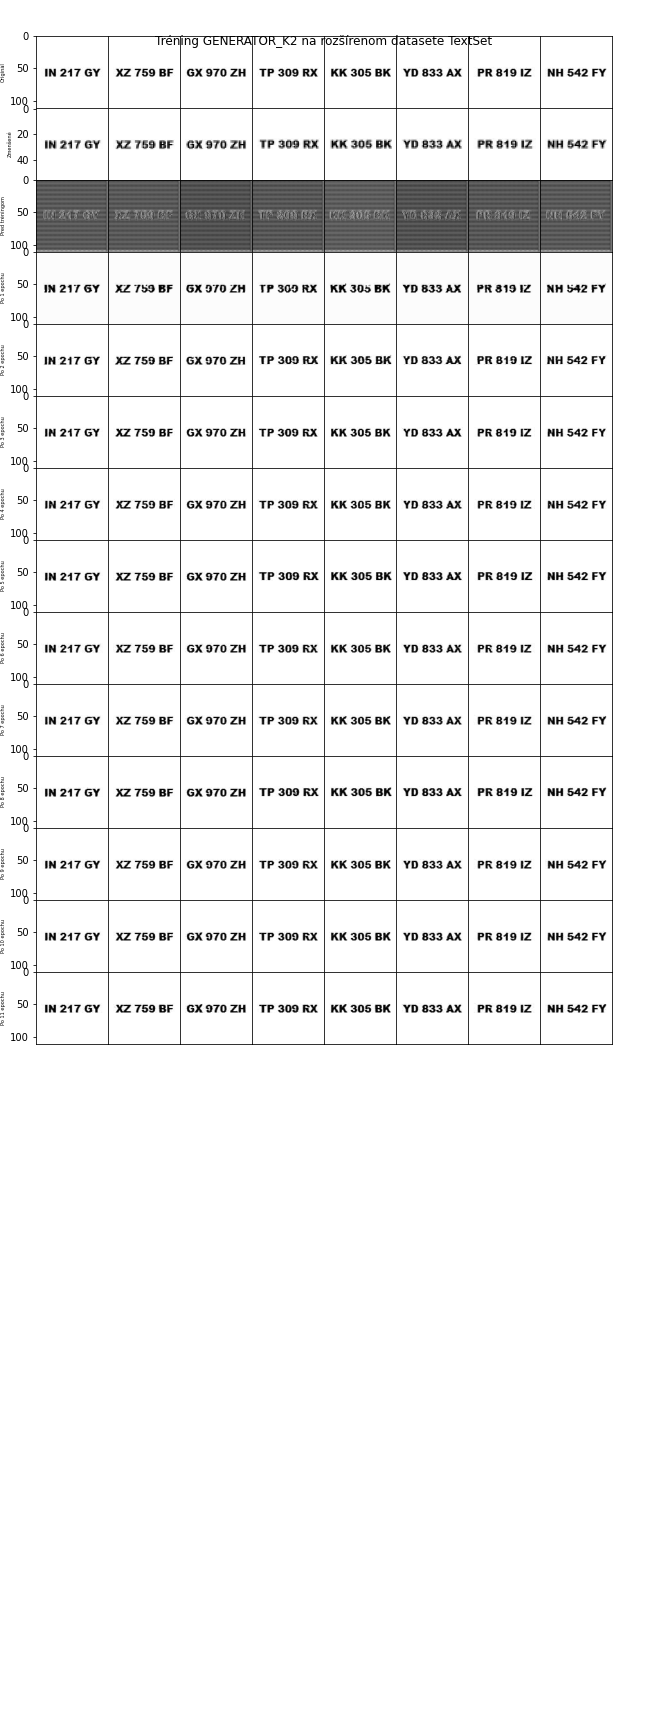 Tréning GENERATOR_K2 na rozšírenom datasete TextSet
0
50
100
Originál
IN 217 GY XZ 759 BF GX 970 ZH TP 309 RX KK 305 BK YD 833 AX PR 819 IZ NH 542 FY
0
20
40
Zmenšené
IN 217 GY XZ 759 BF GX 970 ZH TP 309 RX KK 305 BK YD 833 AX PR 819 IZ NH 542 FY
0
50
100
Pred tréningom
0
50
100
Po 1 epochu
IN 217 GY XZ 759 BF GX 970 ZH TP 309 RX KK 305 BK YD 833 AX PR 819 IZ NH 542 FY
0
50
100
Po 2 epochu
IN 217 GY XZ 759 BF GX 970 ZH TP 309 RX KK 305 BK YD 833 AX PR 819 IZ NH 542 FY
0
50
100
Po 3 epochu
IN 217 GY XZ 759 BF GX 970 ZH TP 309 RX KK 305 BK YD 833 AX PR 819 IZ NH 542 FY
0
50
100
Po 4 epochu
IN 217 GY XZ 759 BF GX 970 ZH TP 309 RX KK 305 BK YD 833 AX PR 819 IZ NH 542 FY
0
50
100
Po 5 epochu
IN 217 GY XZ 759 BF GX 970 ZH TP 309 RX KK 305 BK YD 833 AX PR 819 IZ NH 542 FY
0
50
100
Po 6 epochu
IN 217 GY XZ 759 BF GX 970 ZH TP 309 RX KK 305 BK YD 833 AX PR 819 IZ NH 542 FY
0
50
100
Po 7 epochu
IN 217 GY XZ 759 BF GX 970 ZH TP 309 RX KK 305 BK YD 833 AX PR 819 IZ NH 542 FY
0
50
100
Po 8 epochu
IN 217 GY XZ 759 BF GX 970 ZH TP 309 RX KK 305 BK YD 833 AX PR 819 IZ NH 542 FY
0
50
100
Po 9 epochu
IN 217 GY XZ 759 BF GX 970 ZH TP 309 RX KK 305 BK YD 833 AX PR 819 IZ NH 542 FY
0
50
100
Po 10 epochu
IN 217 GY XZ 759 BF GX 970 ZH TP 309 RX KK 305 BK YD 833 AX PR 819 IZ NH 542 FY
0
50
100
Po 11 epochu
IN 217 GY XZ 759 BF GX 970 ZH TP 309 RX KK 305 BK YD 833 AX PR 819 IZ NH 542 FY